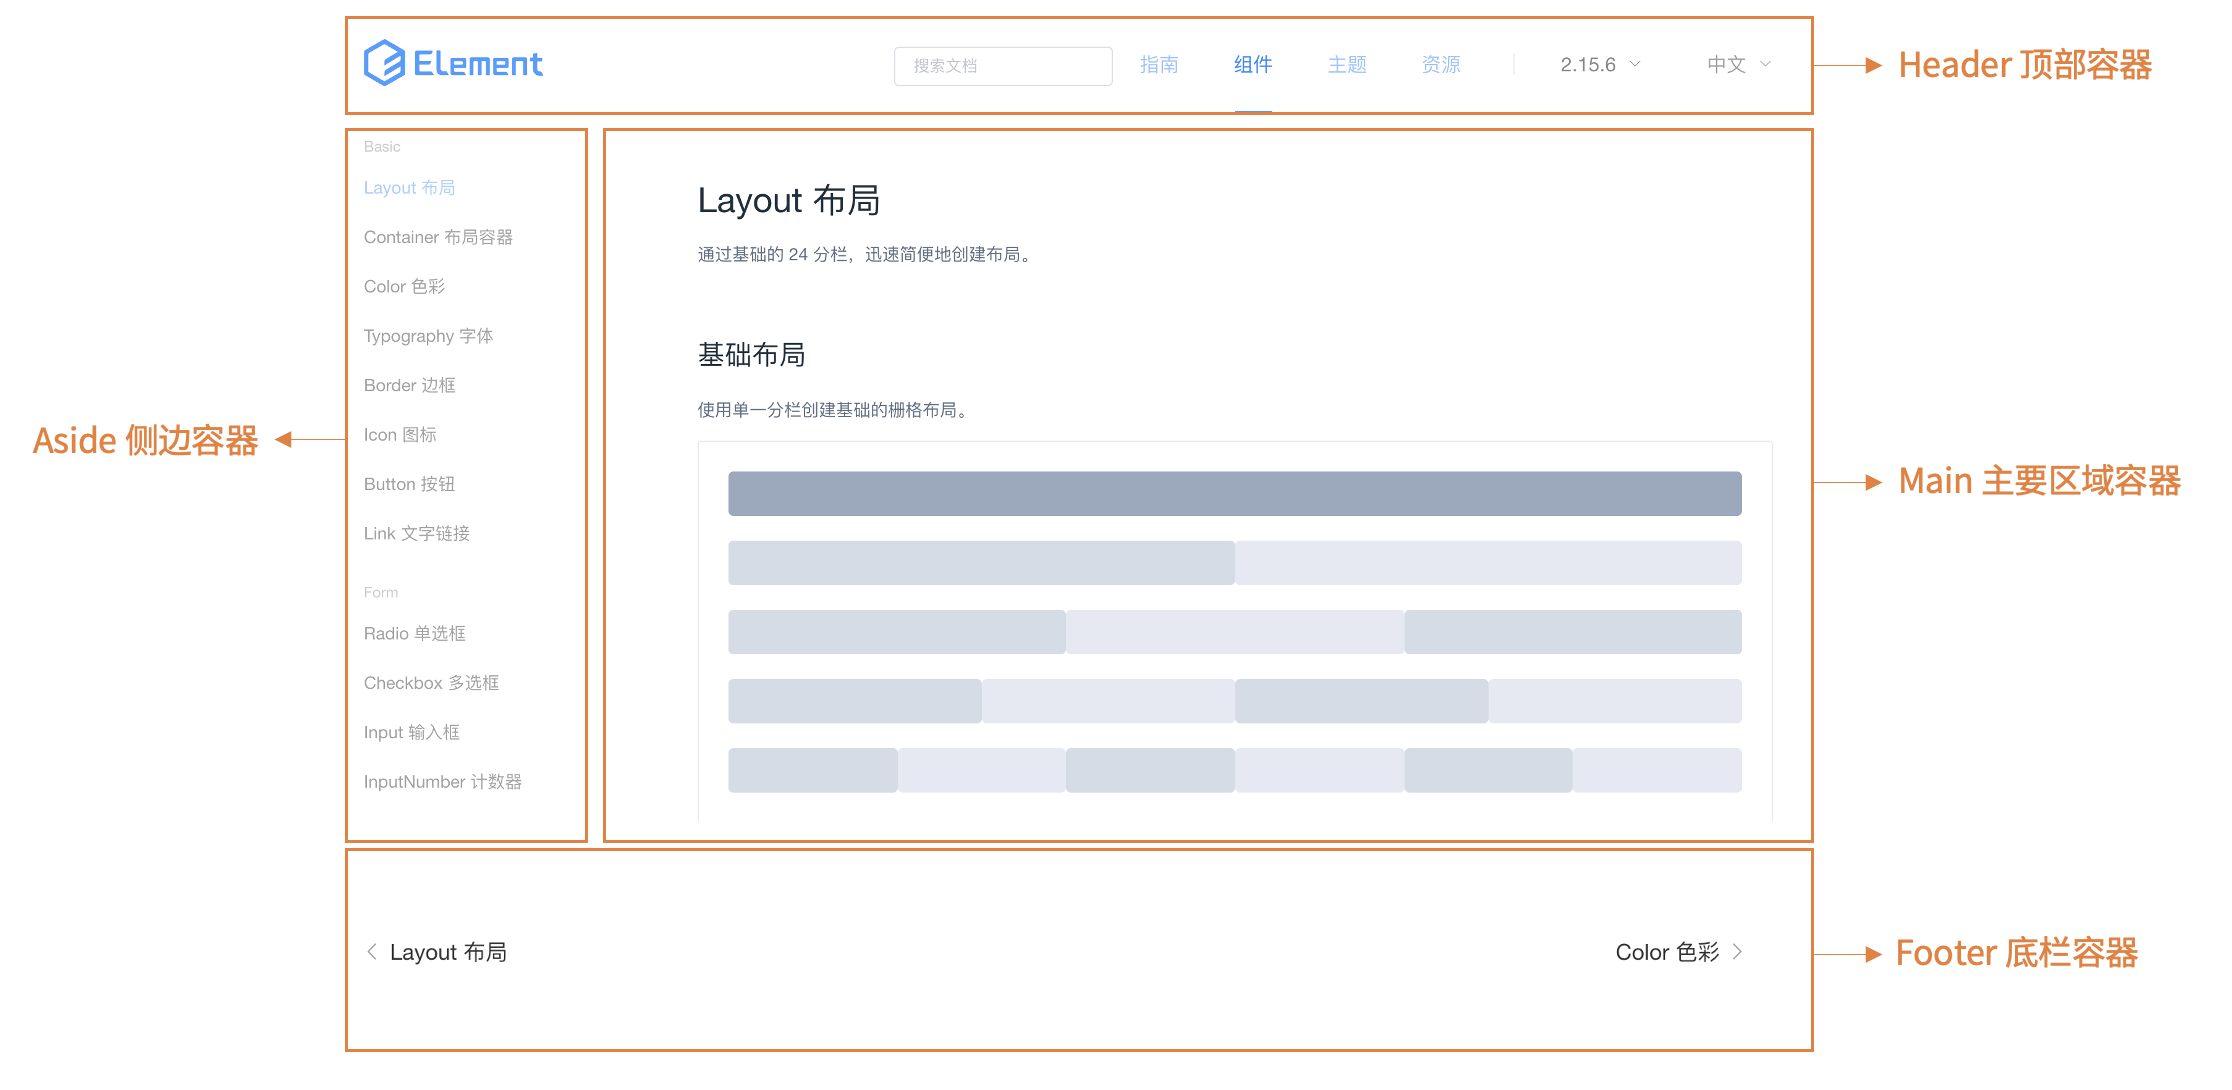 Element
搜索文档
指南
组件
主题
资源
2.15.6
中文
Header 顶部容器
Basic
Layout 布局
Container 布局容器
Color 色彩
Typography 字体
Border 边框
Icon 图标
Button 按钮
Link 文字链接
Form
Radio 单选框
Checkbox 多选框
Input 输入框
InputNumber 计数器
Aside 侧边容器
Layout 布局
通过基础的 24 分栏，迅速简便地创建布局。
基础布局
使用单一分栏创建基础的栅格布局。
Main 主要区域容器
Layout 布局
Color 色彩
Footer 底栏容器